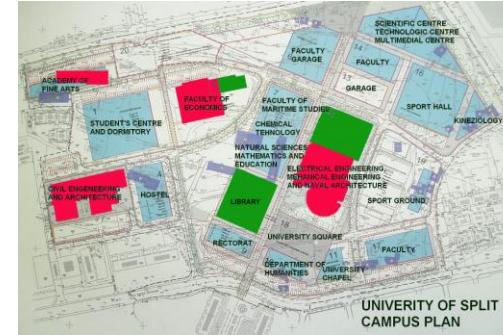 SCIENTIFIC CENTRE
TECHNOLOGIC CENTRE
MULTIMEDIAL CENTRE
FACULTY
GARAGE
FACULTY
GARAGE
SPORT HALL
KINEZIOLOGY
ACADEMY OF
FINE ARTS
STUDENT'S CENTRE
AND DORMITORY
FACULTY OF
ECONOMICS
FACULTY OF
MARITIME STUDIES
CHEMICAL
TEHNOLOGY
NATURAL SCIENCES
MATHEMATICS AND
EDUCATION
ELECTRICAL ENGINEERING,
MEHANICAL ENGINEERING
AND NAVAL ARCHITECTURE
CIVIL ENGENEEKING
AND ARCHITECTURE
HOSTEL
LIBRARY
SPORT GROUND
RECTORAT
UNIVERSITY SQUARE
DEPARTMENT OF
HUMANITIES
UNIVERSITY
CHAPEL
FACULTY
UNIVERITY OF SPLIT
CAMPUS PLAN